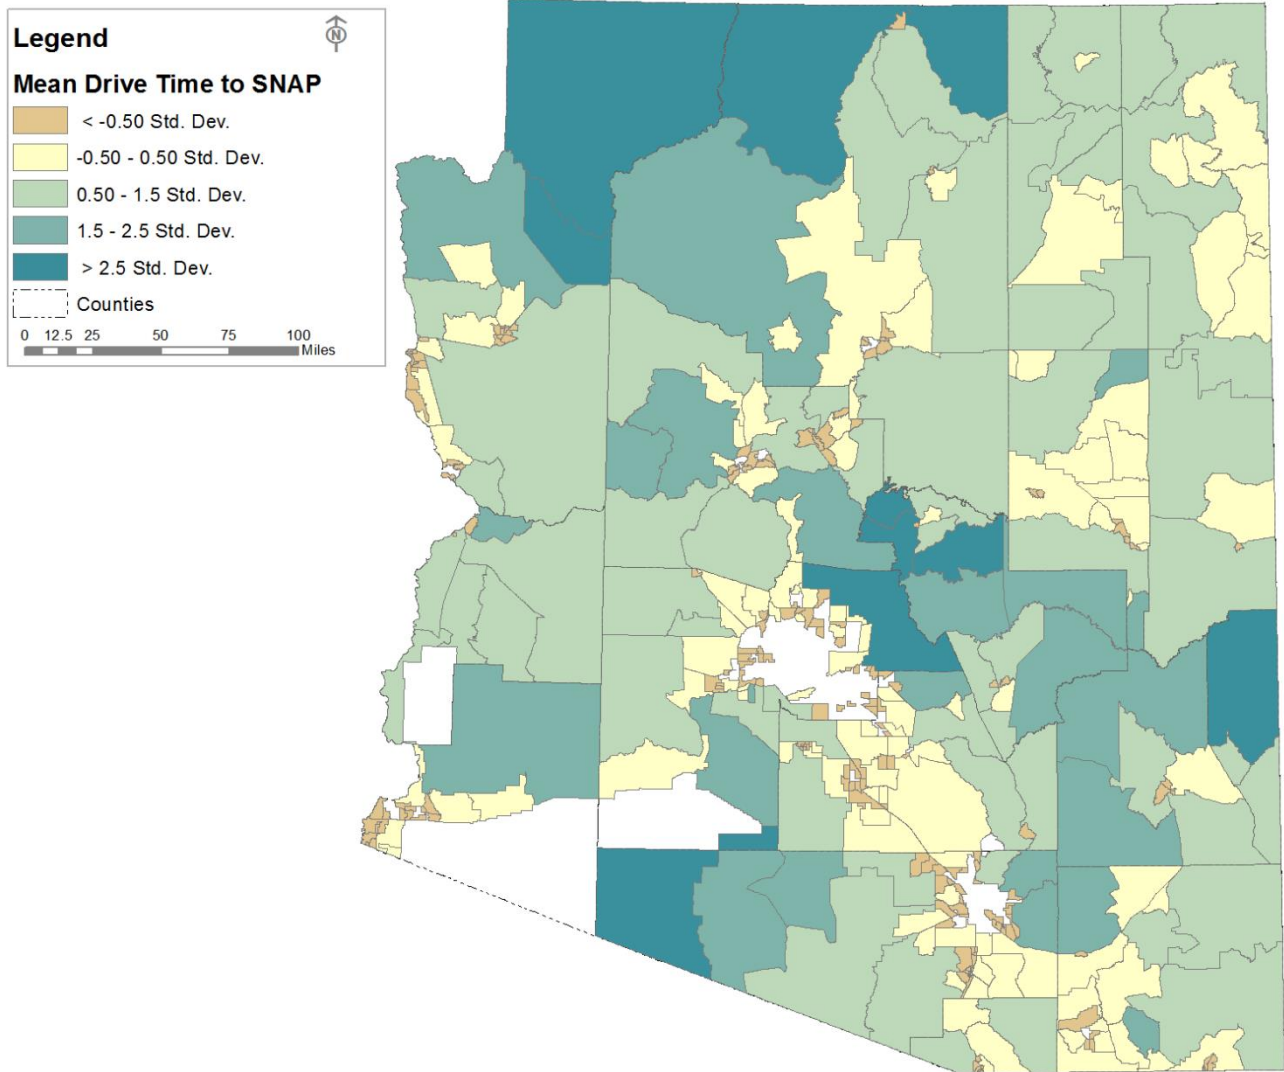 Legend
N
Mean Drive Time to SNAP
< -0.50 Std. Dev.
-0.50 - 0.50 Std. Dev.
0.50 - 1.5 Std. Dev.
1.5 - 2.5 Std. Dev.
> 2.5 Std. Dev.
Counties
0 12.5 25 50 75 100
Miles